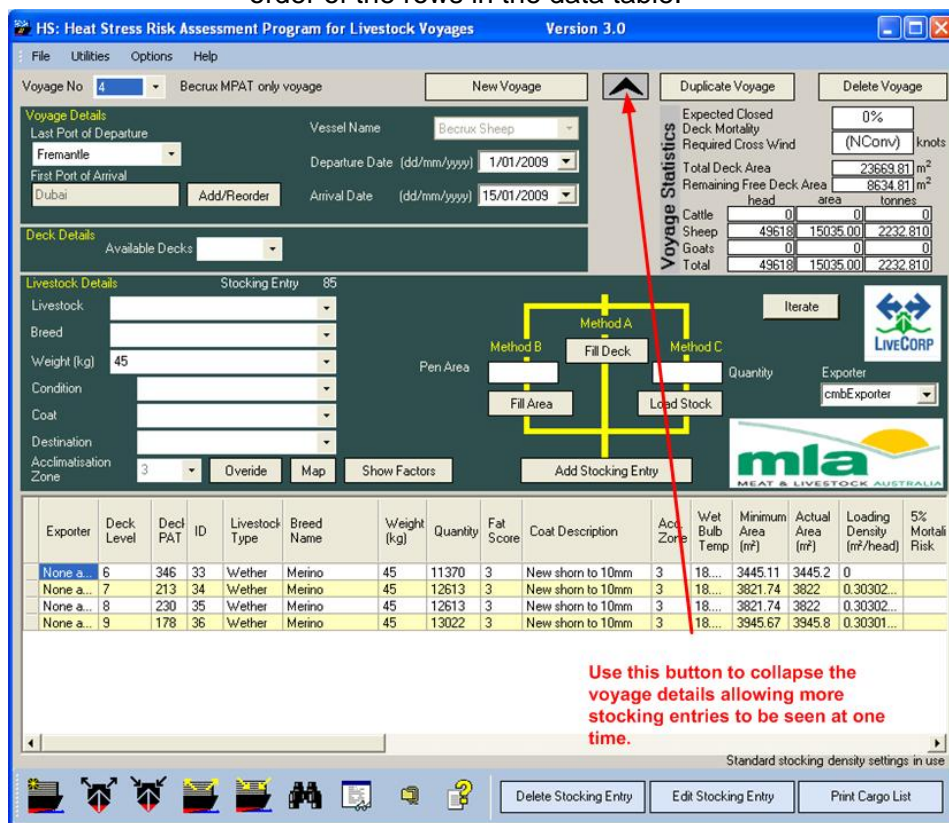 order of the rows in the data table.
HS: Heat Stress Risk Assessment Program for Livestock Voyages Version 3.0
File Utilities Options Help
Voyage No 4 Becrux MPAT only voyage New Voyage Duplicate Voyage Delete Voyage
Voyage Details
Last Port of Departure Vessel Name Becrux Sheep
Fremantle
Departure Date (dd/mm/yyyy) 1/01/2009
First Port of Arrival
Dubai Add/Reorder Arrival Date (dd/mm/yyyy) 15/01/2009
Voyage Statistics
Expected Closed Deck Mortality 0%
Required Cross Wind (NConv) knots
Total Deck Area 23669.81 m²
Remaining Free Deck Area 8634.81 m²
head area tonnes
Cattle 0 0 0
Sheep 49618 15035.00 2232.810
Goats 0 0 0
Total 49618 15035.00 2232.810
Deck Details
Available Decks
Livestock Details Stocking Entry 85
Livestock
Breed
Weight (kg) 45
Condition
Coat
Destination
Acclimatisation Zone 3 Overide Map Show Factors
Method A
Fill Deck
Method B Method C
Pen Area Quantity
Fill Area Load Stock
Add Stocking Entry
Iterate
LIVECORP
Exporter
cmbExporter
mla
MEAT & LIVESTOCK AUSTRALIA
Exporter Deck Level Deck PAT ID Livestock Type Breed Name Weight (kg) Quantity Fat Score Coat Description Acc. Zone Wet Bulb Temp Minimum Area (m²) Actual Area (m²) Loading Density (m²/head) 5% Mortali Risk
None a... 6 346 33 Wether Merino 45 11370 3 New shorn to 10mm 3 18.... 3445.11 3445.2 0
None a... 7 213 34 Wether Merino 45 12613 3 New shorn to 10mm 3 18.... 3821.74 3822 0.30302...
None a... 8 230 35 Wether Merino 45 12613 3 New shorn to 10mm 3 18.... 3821.74 3822 0.30302...
None a... 9 178 36 Wether Merino 45 13022 3 New shorn to 10mm 3 18.... 3945.67 3945.8 0.30301...
Use this button to collapse the
voyage details allowing more
stocking entries to be seen at one
time.
Standard stocking density settings in use
Delete Stocking Entry Edit Stocking Entry Print Cargo List